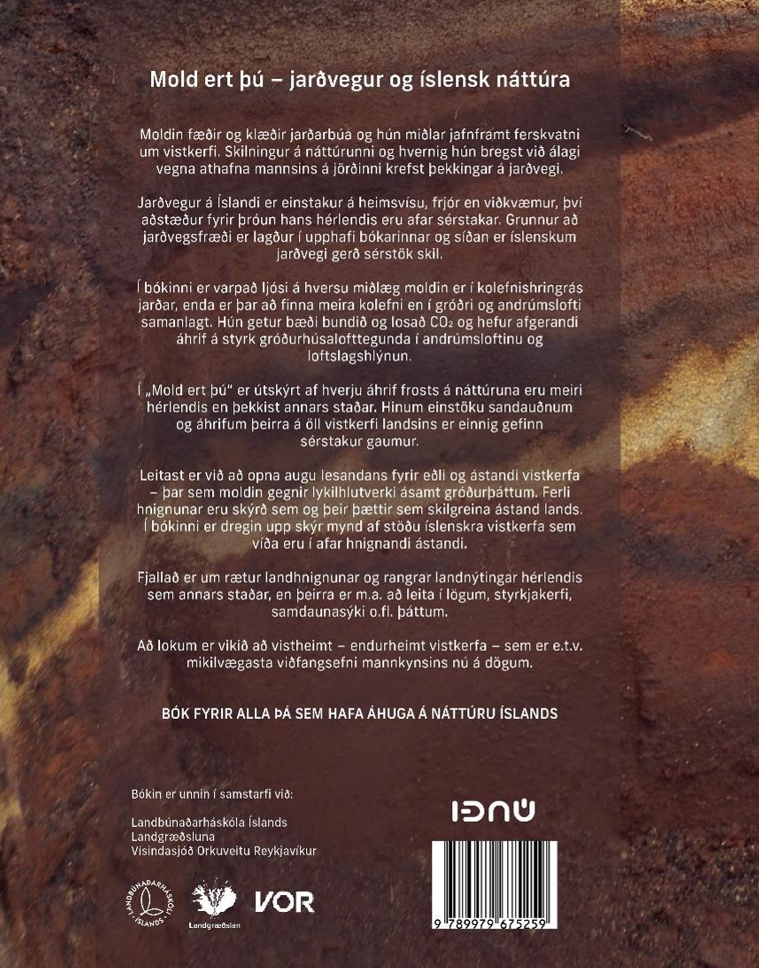 Mold ert þú – jarðvegur og íslensk náttúra
Moldin fæðir og klæðir jarðarbúa og hún miðlar jafnframt ferskvatni
um vistkerfi. Skilningur á náttúrunni og hvernig hún bregst við álagi
vegna athafna mannsins á jörðinni krefst þekkingar á jarðvegi.
Jarðvegur á Íslandi er einstakur á heimsvísu, frjór en viðkvæmur, því
aðstæður fyrir þróun hans hérlendis eru afar sérstakar. Grunnur að
jarðvegsfræði er lagður í upphafi bókarinnar og síðan er íslenskum
jarðvegi gerð sérstök skil.
Í bókinni er varpað ljósi á hversu miðlæg moldin er í kolefnishringrás
jarðar, enda er þar að finna meira kolefni en í gróðri og andrúmslofti
samanlagt. Hún getur bæði bundið og losað CO₂ og hefur afgerandi
áhrif á styrk gróðurhúsalofttegunda í andrúmsloftinu og
loftslagshlýnun.
Í „Mold ert þú“ er útskýrt af hverju áhrif frosts á náttúruna eru meiri
hérlendis en þekkist annars staðar. Hinum einstöku sandauðnum
og áhrifum þeirra á öll vistkerfi landsins er einnig gefinn
sérstakur gaumur.
Leitast er við að opna augu lesandans fyrir eðli og ástandi vistkerfa
– þar sem moldin gegnir lykilhlutverki ásamt gróðurþáttum. Ferli
hnignunar eru skýrð sem og þeir þættir sem skilgreina ástand lands.
Í bókinni er dregin upp skýr mynd af stöðu íslenskra vistkerfa sem
víða eru í afar hnignandi ástandi.
Fjallað er um rætur landhnignunar og rangrar landnýtingar hérlendis
sem annars staðar, en þeirra er m.a. að leita í lögum, styrkjakerfi,
samdaunasýki o.fl. þáttum.
Að lokum er vikið að vistheimt – endurheimt vistkerfa – sem er e.t.v.
mikilvægasta viðfangsefni mannkynsins nú á dögum.
BÓK FYRIR ALLA ÞÁ SEM HAFA ÁHUGA Á NÁTTÚRU ÍSLANDS
Bókin er unnin í samstarfi við:
Landbúnaðarháskóla Íslands
Landgræðsluna
Vísindasjóð Orkuveitu Reykjavíkur
LANDBÚNAÐARHÁSKÓLI ÍSLANDS
Landgræðslan
VOR
IÐNÚ
9 789979 675259